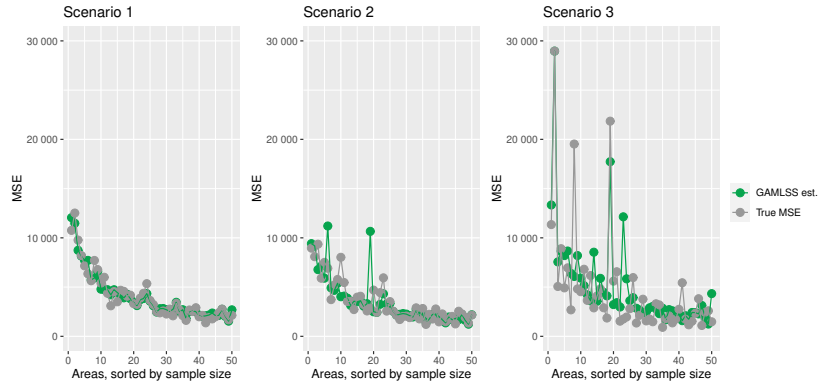 Scenario 1
Scenario 2
Scenario 3
MSE
30 000
20 000
10 000
0
0 10 20 30 40 50
Areas, sorted by sample size
MSE
30 000
20 000
10 000
0
0 10 20 30 40 50
Areas, sorted by sample size
MSE
30 000
20 000
10 000
0
0 10 20 30 40 50
Areas, sorted by sample size
GAMLSS est.
True MSE